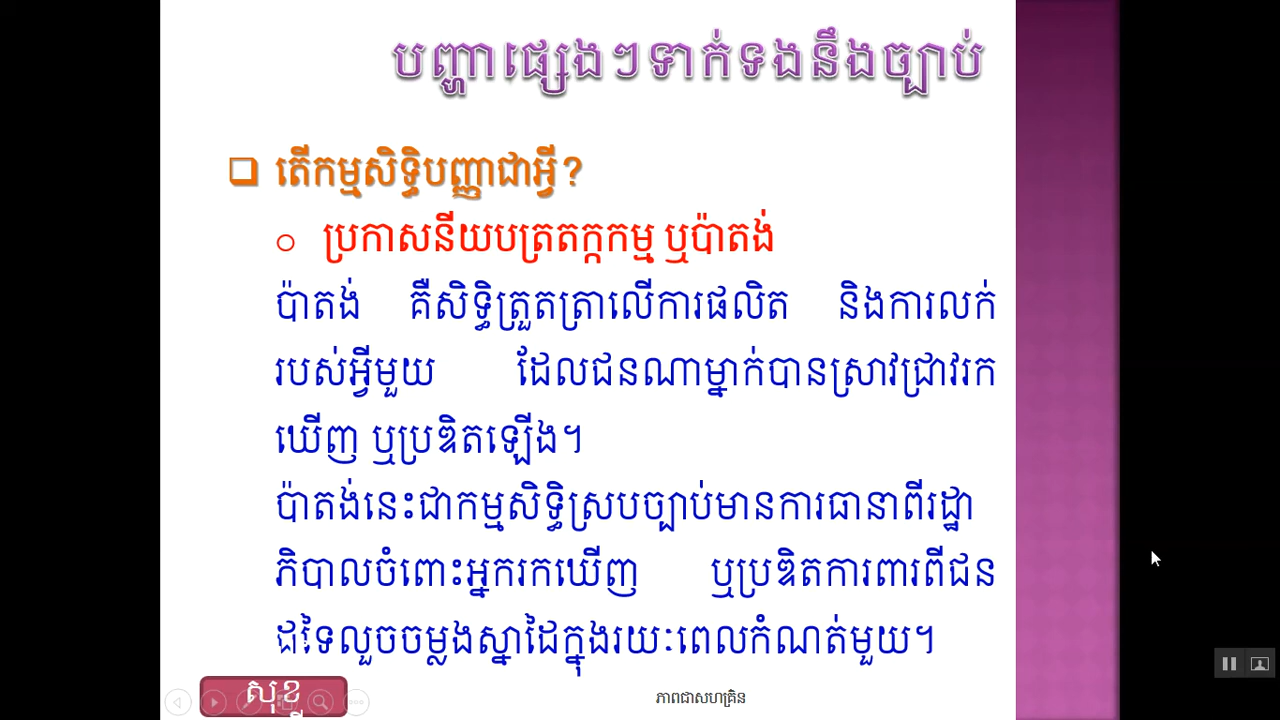 បញ្ហាផ្សេងៗទាក់ទងនឹងច្បាប់
តើកម្មសិទ្ធិបញ្ញាជាអ្វី?
ប្រកាសនីយបត្រតក្កកម្ម ឬប៉ាតង់
ប៉ាតង់ គឺសិទ្ធិត្រួតត្រាលើការផលិត និងការលក់
របស់អ្វីមួយ ដែលជនណាម្នាក់បានស្រាវជ្រាវរក
ឃើញ ឬប្រឌិតឡើង។
ប៉ាតង់នេះជាកម្មសិទ្ធិស្របច្បាប់មានការធានាពីរដ្ឋា
ភិបាលចំពោះអ្នករកឃើញ ឬប្រឌិតការពារពីជន
ដទៃលួចចម្លងស្នាដៃក្នុងរយៈពេលកំណត់មួយ។
សុខ
ភាពជាសហគ្រិន